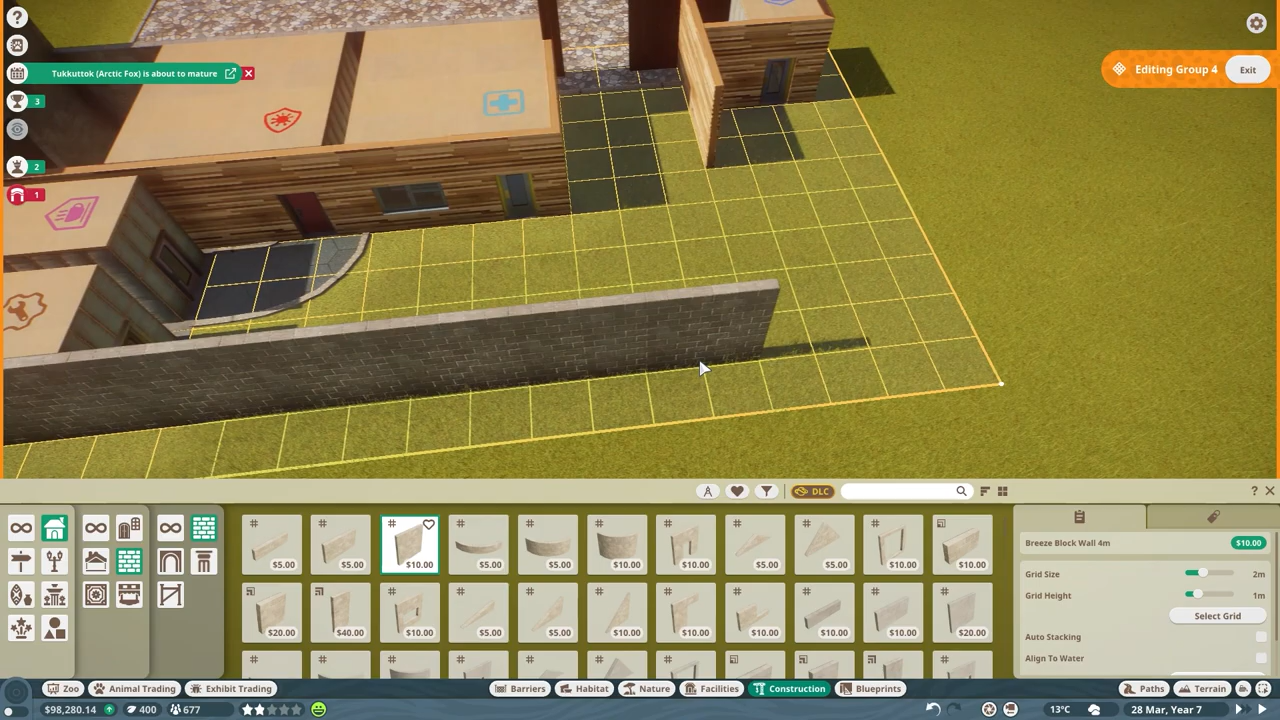 ?
Tukkuttok (Arctic Fox) is about to mature
3
2
1
Editing Group 4
Exit
DLC
? ×
$5.00 $5.00 $10.00 $5.00 $5.00 $10.00 $10.00 $5.00 $5.00 $10.00 $10.00
$20.00 $40.00 $10.00 $5.00 $5.00 $10.00 $10.00 $10.00 $10.00 $10.00 $20.00
Breeze Block Wall 4m $10.00
Grid Size 2m
Grid Height 1m
Select Grid
Auto Stacking
Align To Water
Zoo Animal Trading Exhibit Trading Barriers Habitat Nature Facilities Construction Blueprints Paths Terrain
$98,280.14 400 677 13°C 28 Mar, Year 7